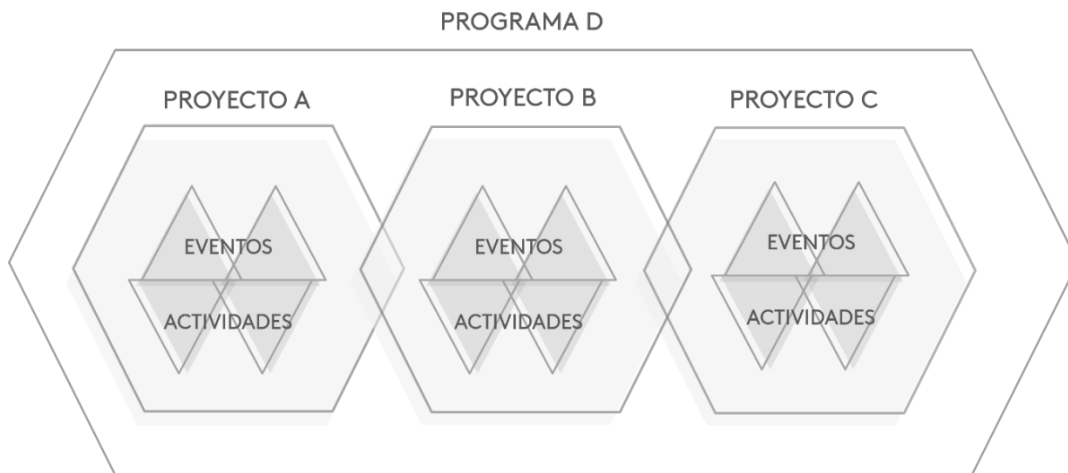 PROGRAMA D
PROYECTO A
PROYECTO B
PROYECTO C
EVENTOS
EVENTOS
EVENTOS
ACTIVIDADES
ACTIVIDADES
ACTIVIDADES